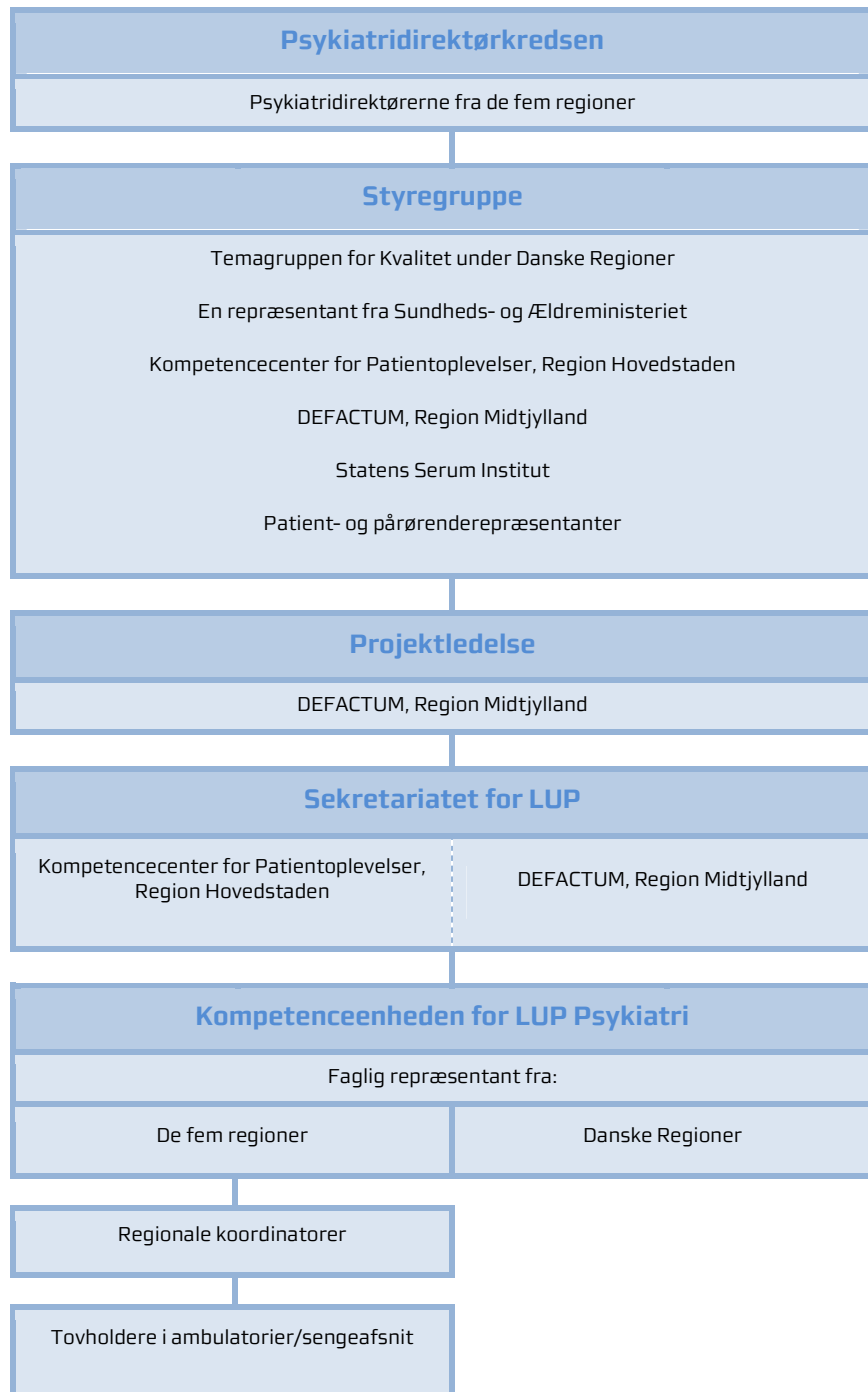 Psykiatridirektørkredsen
Psykiatridirektørerne fra de fem regioner
Styregruppe
Temagruppen for Kvalitet under Danske Regioner
En repræsentant fra Sundheds- og Ældreministeriet
Kompetencecenter for Patientoplevelser, Region Hovedstaden
DEFACTUM, Region Midtjylland
Statens Serum Institut
Patient- og pårørenderepræsentanter
Projektledelse
DEFACTUM, Region Midtjylland
Sekretariatet for LUP
Kompetencecenter for Patientoplevelser,
Region Hovedstaden
DEFACTUM, Region Midtjylland
Kompetenceenheden for LUP Psykiatri
Faglig repræsentant fra:
De fem regioner
Danske Regioner
Regionale koordinatorer
Tovholdere i ambulatorier/sengeafsnit